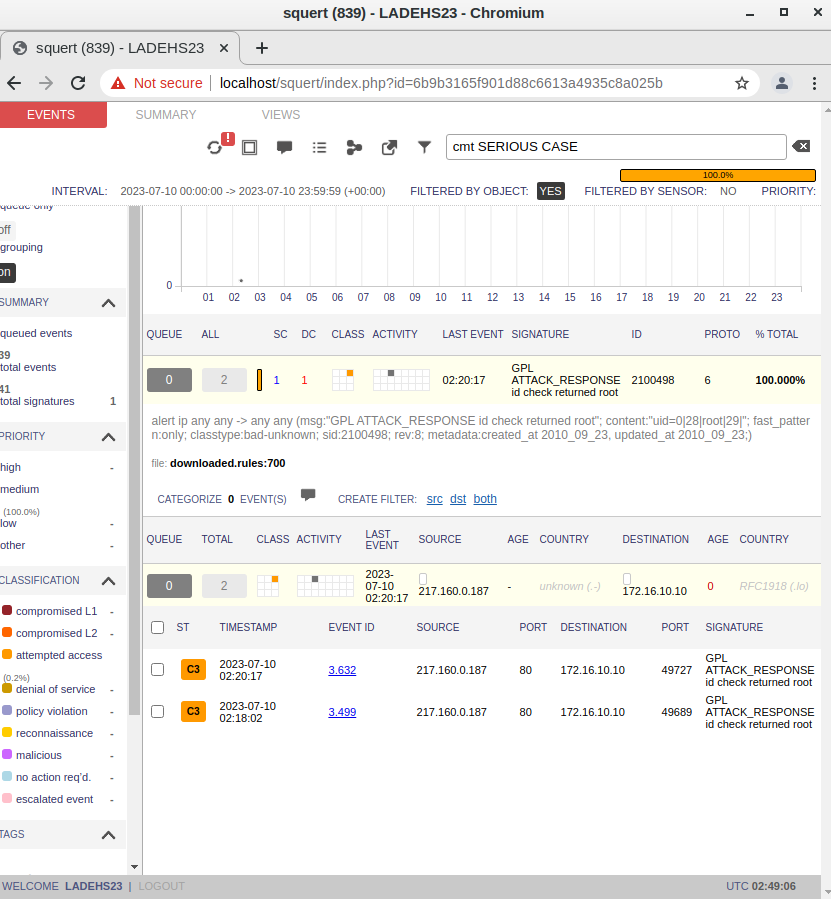 squert (839) - LADEHS23 - Chromium
squert (839) - LADEHS23
Not secure | localhost/squert/index.php?id=6b9b3165f901d88c6613a4935c8a025b
EVENTS SUMMARY VIEWS
!
cmt SERIOUS CASE
100.0%
INTERVAL: 2023-07-10 00:00:00 -> 2023-07-10 23:59:59 (+00:00) FILTERED BY OBJECT: YES FILTERED BY SENSOR: NO PRIORITY:
queue only
off
grouping
on
SUMMARY
queued events
39
total events
41
total signatures 1
PRIORITY
high -
medium
(100.0%)
low -
other -
CLASSIFICATION
compromised L1 -
compromised L2 -
attempted access
(0.2%)
denial of service -
policy violation -
reconnaissance -
malicious -
no action req'd. -
escalated event -
TAGS
0
01 02 03 04 05 06 07 08 09 10 11 12 13 14 15 16 17 18 19 20 21 22 23
QUEUE ALL SC DC CLASS ACTIVITY LAST EVENT SIGNATURE ID PROTO % TOTAL
0 2 1 1 02:20:17 GPL ATTACK_RESPONSE id check returned root 2100498 6 100.000%
alert ip any any -> any any (msg:"GPL ATTACK_RESPONSE id check returned root"; content:"uid=0|28|root|29|"; fast_patter
n:only; classtype:bad-unknown; sid:2100498; rev:8; metadata:created_at 2010_09_23, updated_at 2010_09_23;)
file: downloaded.rules:700
CATEGORIZE 0 EVENT(S) CREATE FILTER: src dst both
QUEUE TOTAL CLASS ACTIVITY LAST EVENT SOURCE AGE COUNTRY DESTINATION AGE COUNTRY
0 2 2023-07-10 02:20:17 217.160.0.187 - unknown (.-) 172.16.10.10 0 RFC1918 (.lo)
ST TIMESTAMP EVENT ID SOURCE PORT DESTINATION PORT SIGNATURE
C3 2023-07-10 02:20:17 3.632 217.160.0.187 80 172.16.10.10 49727 GPL ATTACK_RESPONSE id check returned root
C3 2023-07-10 02:18:02 3.499 217.160.0.187 80 172.16.10.10 49689 GPL ATTACK_RESPONSE id check returned root
WELCOME LADEHS23 | LOGOUT UTC 02:49:06